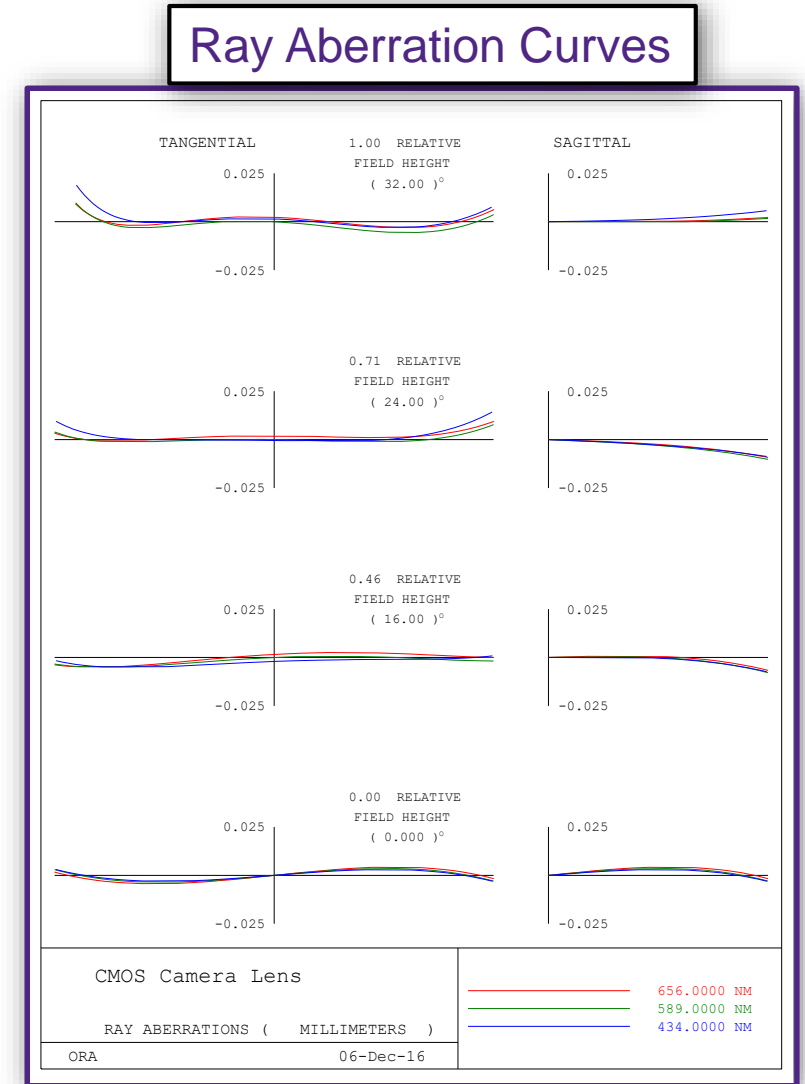 Ray Aberration Curves
TANGENTIAL 1.00 RELATIVE SAGITTAL
FIELD HEIGHT
0.025 ( 32.00 )° 0.025
-0.025 -0.025
0.71 RELATIVE
FIELD HEIGHT
0.025 ( 24.00 )° 0.025
-0.025 -0.025
0.46 RELATIVE
FIELD HEIGHT
0.025 ( 16.00 )° 0.025
-0.025 -0.025
0.00 RELATIVE
FIELD HEIGHT
0.025 ( 0.000 )° 0.025
-0.025 -0.025
CMOS Camera Lens
RAY ABERRATIONS ( MILLIMETERS )
ORA 06-Dec-16
656.0000 NM
589.0000 NM
434.0000 NM